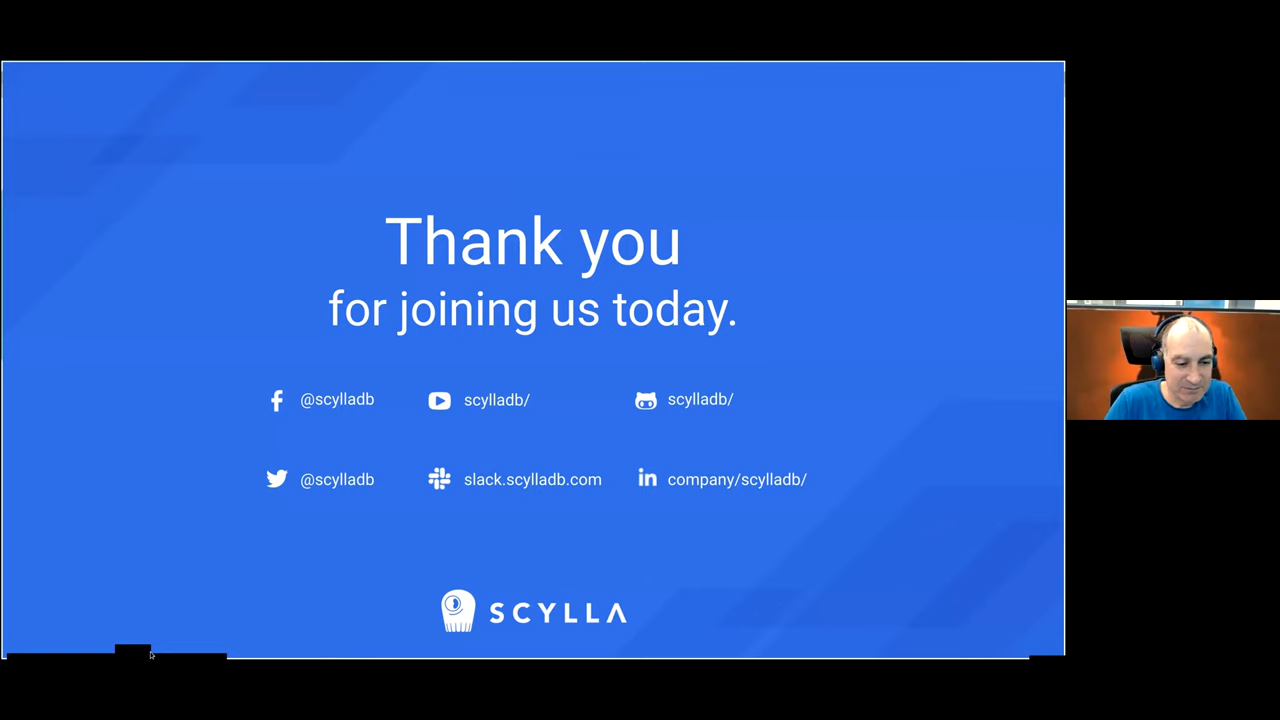 Thank you
for joining us today.
@scylladb
scylladb/
scylladb/
@scylladb
slack.scylladb.com
company/scylladb/
SCYLLA